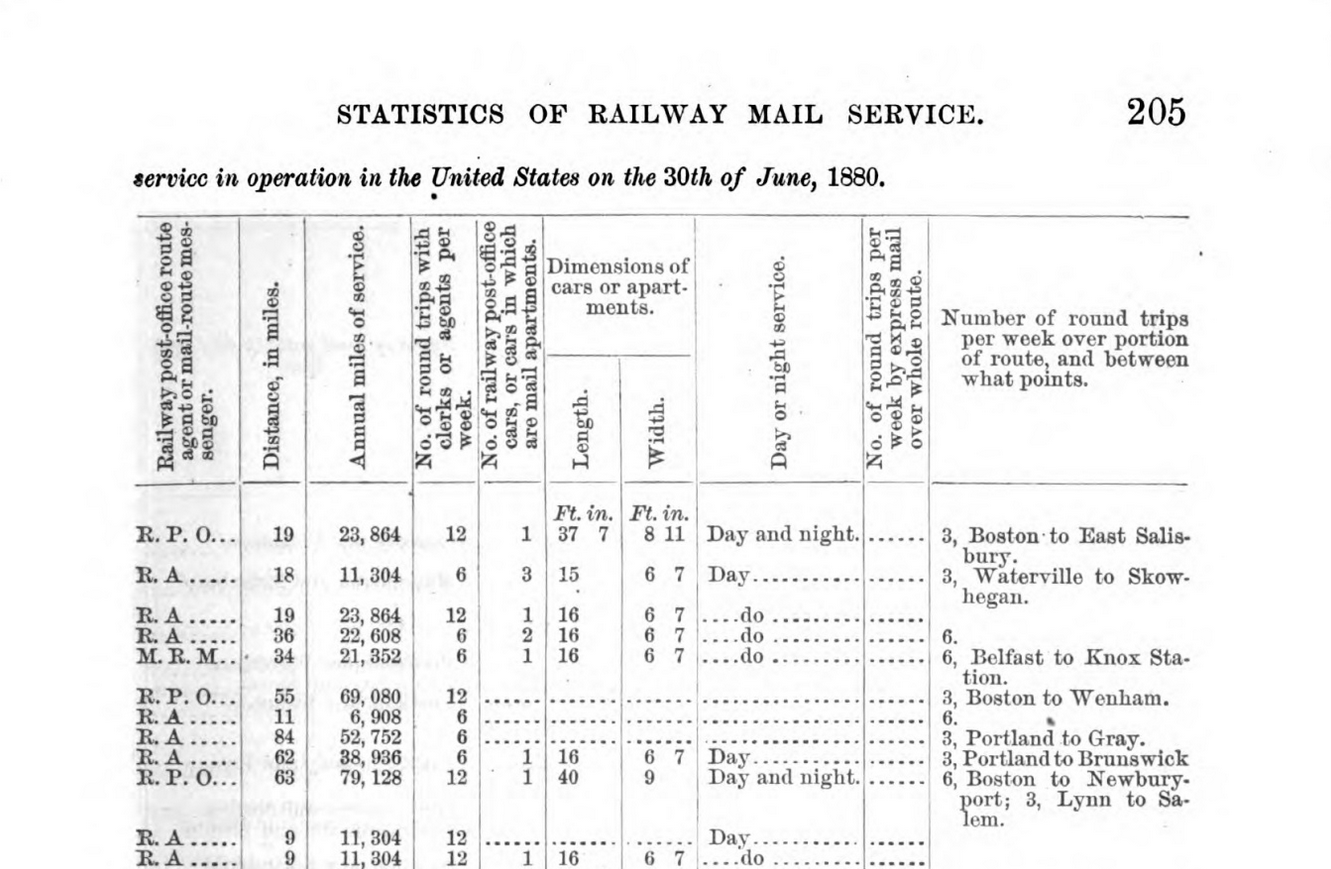 STATISTICS OF RAILWAY MAIL SERVICE. 205
service in operation in the United States on the 30th of June, 1880.
Railway post-office route agent or mail-route messenger.
Distance, in miles.
Annual miles of service.
No. of round trips with clerks or agents per week.
No. of railway post-office cars, or cars in which are mail apartments.
Dimensions of cars or apartments.
Length.
Width.
Day or night service.
No. of round trips per week by express mail over whole route.
Number of round trips per week over portion of route, and between what points.
Ft. in. Ft. in.
R. P. O... 19 23,864 12 1 37 7 8 11 Day and night. ...... 3, Boston to East Salis-
bury.
R. A ..... 18 11,304 6 3 15 6 7 Day........... ...... 3, Waterville to Skow-
hegan.
R. A ..... 19 23,864 12 1 16 6 7 ....do ......... ......
R. A ..... 36 22,608 6 2 16 6 7 ....do ......... ...... 6.
M. R. M.. 34 21,352 6 1 16 6 7 ....do ......... ...... 6, Belfast to Knox Sta-
tion.
R. P. O... 55 69,080 12 ...... ........ ....... ................ ...... 3, Boston to Wenham.
R. A ..... 11 6,908 6 ...... ........ ....... ................ ...... 6.
R. A ..... 84 52,752 6 ...... ........ ....... ................ ...... 3, Portland to Gray.
R. A ..... 62 38,936 6 1 16 6 7 Day........... ...... 3, Portland to Brunswick
R. P. O... 63 79,128 12 1 40 9 Day and night. ...... 6, Boston to Newbury-
port; 3, Lynn to Sa-
lem.
R. A ..... 9 11,304 12 ...... ........ ....... Day........... ......
R. A ..... 9 11,304 12 1 16 6 7 ....do ......... ......